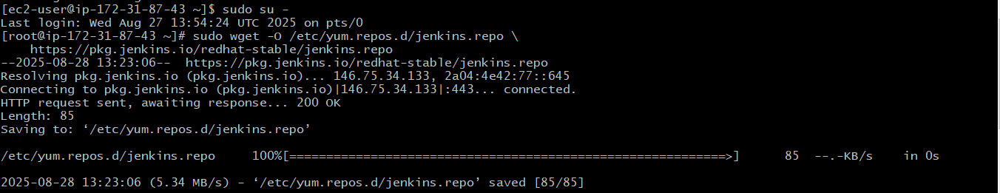 [ec2-user@ip-172-31-87-43 ~]$ sudo su -
Last login: Wed Aug 27 13:54:24 UTC 2025 on pts/0
[root@ip-172-31-87-43 ~]# sudo wget -O /etc/yum.repos.d/jenkins.repo \
    https://pkg.jenkins.io/redhat-stable/jenkins.repo
--2025-08-28 13:23:06--  https://pkg.jenkins.io/redhat-stable/jenkins.repo
Resolving pkg.jenkins.io (pkg.jenkins.io)... 146.75.34.133, 2a04:4e42:77::645
Connecting to pkg.jenkins.io (pkg.jenkins.io)|146.75.34.133|:443... connected.
HTTP request sent, awaiting response... 200 OK
Length: 85
Saving to: ‘/etc/yum.repos.d/jenkins.repo’
/etc/yum.repos.d/jenkins.repo     100%[===========================================================>]      85  --.-KB/s    in 0s
2025-08-28 13:23:06 (5.34 MB/s) - ‘/etc/yum.repos.d/jenkins.repo’ saved [85/85]